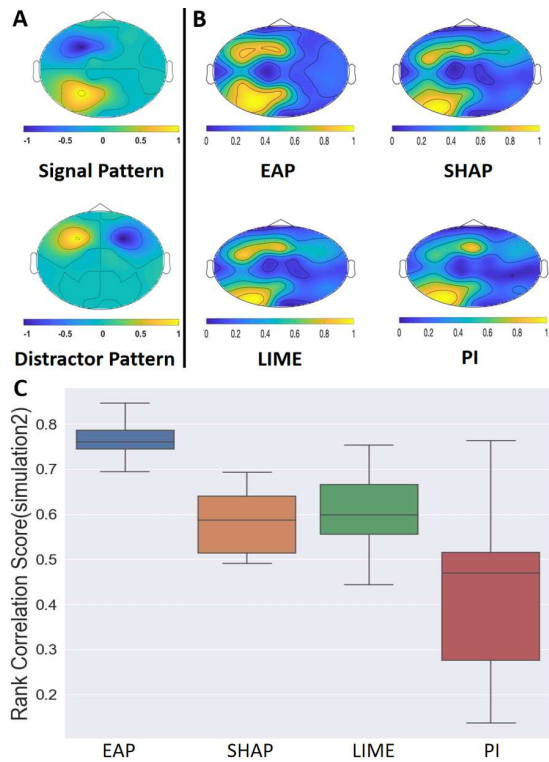 A
B
-1 -0.5 0 0.5 1
0 0.2 0.4 0.6 0.8 1
0 0.2 0.4 0.6 0.8 1
Signal Pattern
EAP
SHAP
-1 -0.5 0 0.5 1
0 0.2 0.4 0.6 0.8 1
0 0.2 0.4 0.6 0.8 1
Distractor Pattern
LIME
PI
C
Rank Correlation Score(simulation2)
0.8
0.7
0.6
0.5
0.4
0.3
0.2
EAP
SHAP
LIME
PI